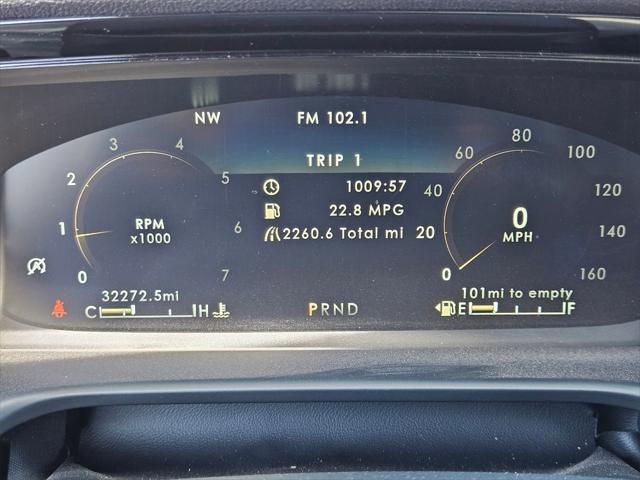 NW FM 102.1
TRIP 1
1009:57
22.8 MPG
2260.6 Total mi
0 1 2 3 4 5 6 7
RPM
x1000
0 20 40 60 80 100 120 140 160
0
MPH
32272.5mi
C H
PRND
101mi to empty
E F